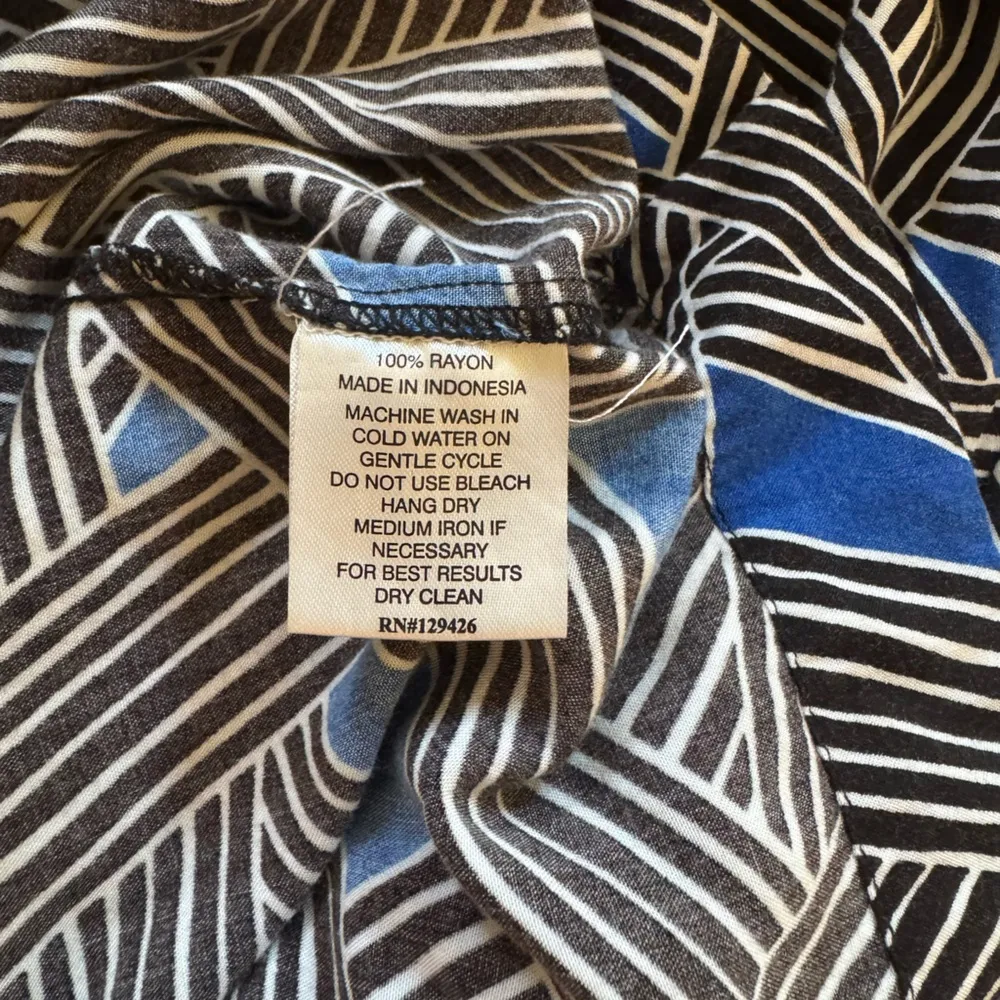 100% RAYON
MADE IN INDONESIA
MACHINE WASH IN
COLD WATER ON
GENTLE CYCLE
DO NOT USE BLEACH
HANG DRY
MEDIUM IRON IF
NECESSARY
FOR BEST RESULTS
DRY CLEAN
RN#129426